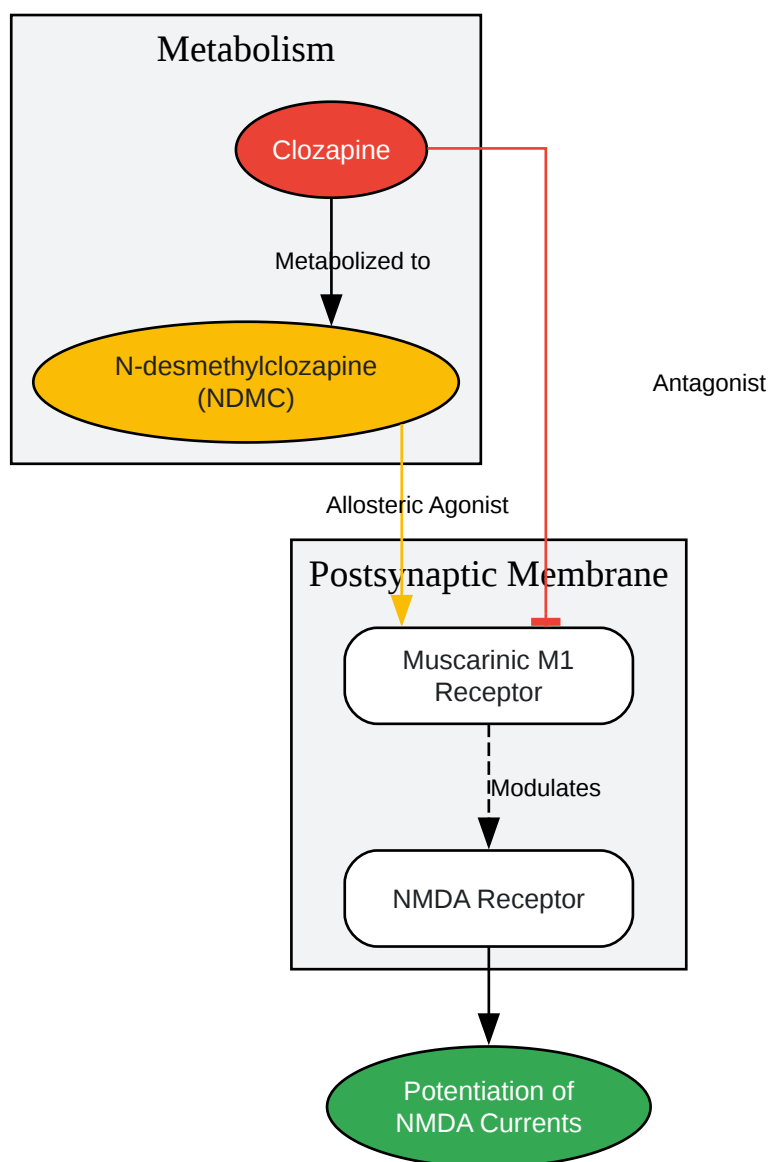 Metabolism
Clozapine
Metabolized to
N-desmethylclozapine
(NDMC)
Antagonist
Allosteric Agonist
Postsynaptic Membrane
Muscarinic M1
Receptor
Modulates
NMDA Receptor
Potentiation of
NMDA Currents